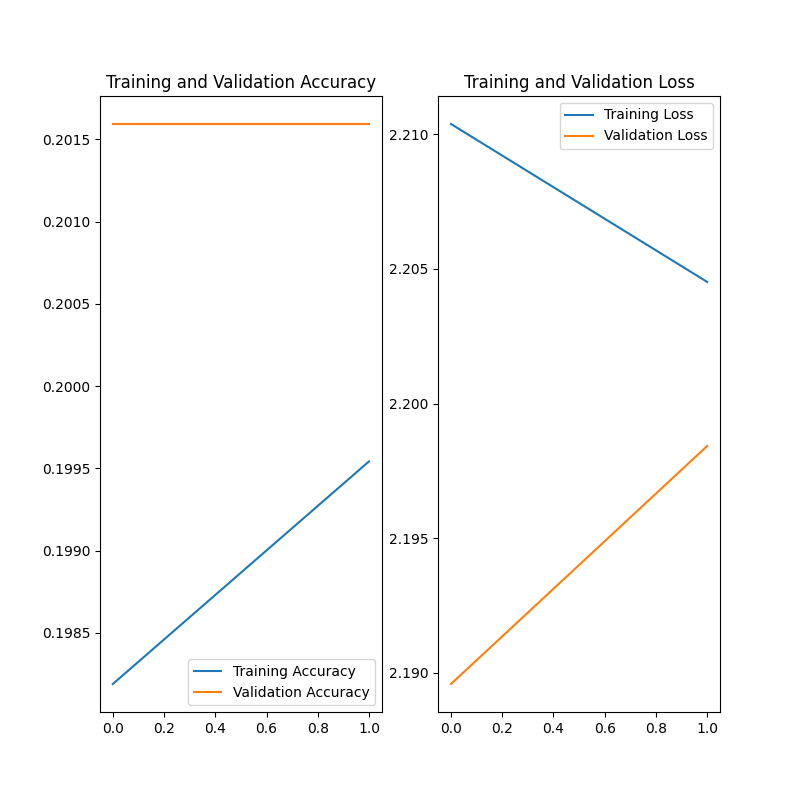 Training and Validation Accuracy
0.2015
0.2010
0.2005
0.2000
0.1995
0.1990
0.1985
Training Accuracy
Validation Accuracy
0.0 0.2 0.4 0.6 0.8 1.0
Training and Validation Loss
2.210
2.205
2.200
2.195
2.190
Training Loss
Validation Loss
0.0 0.2 0.4 0.6 0.8 1.0